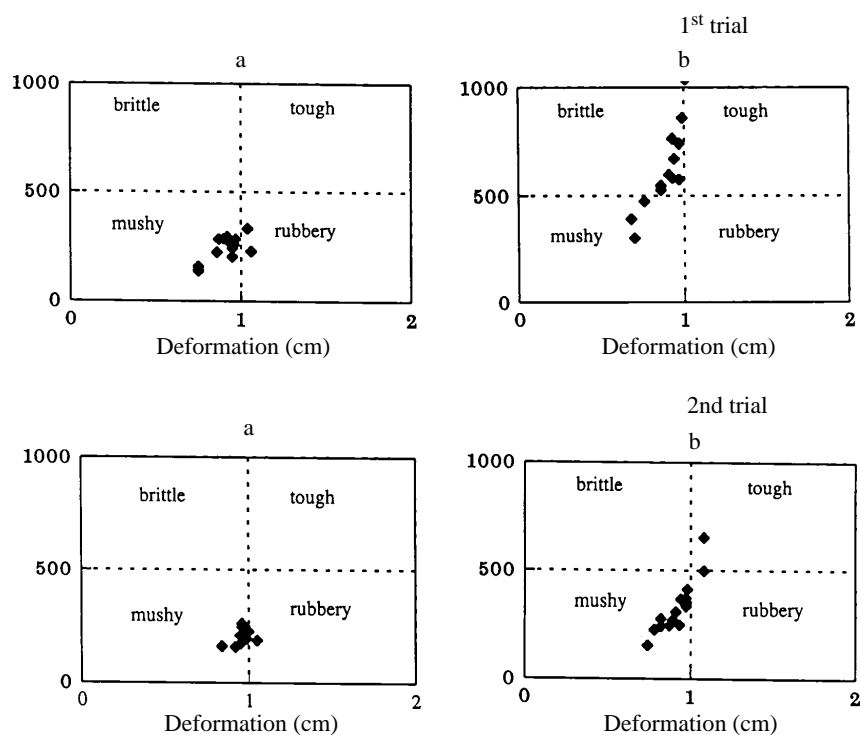 1st trial
a
b
1000
brittle
tough
500
mushy
rubbery
0
0
1
2
Deformation (cm)
1000
brittle
tough
500
mushy
rubbery
0
0
1
2
Deformation (cm)
2nd trial
a
b
1000
brittle
tough
500
mushy
rubbery
0
0
1
2
Deformation (cm)
1000
brittle
tough
500
mushy
rubbery
0
0
1
2
Deformation (cm)